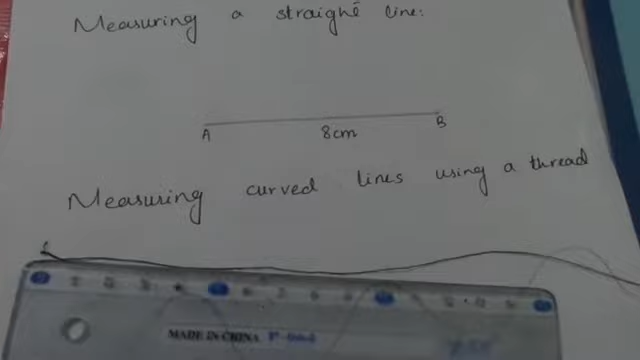 Measuring a straight line:
A B
8cm
Measuring curved lines using a thread
MADE IN CHINA